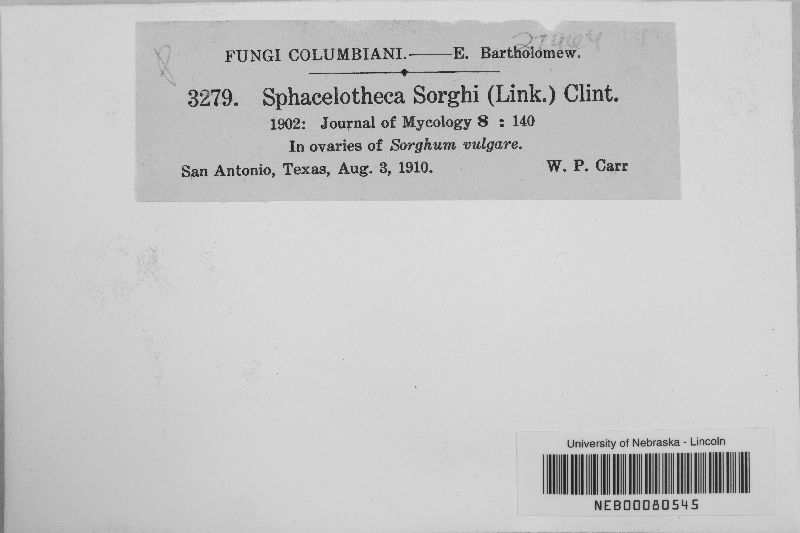 FUNGI COLUMBIANI.—E. Bartholomew.
3279. Sphacelotheca Sorghi (Link.) Clint.
1902: Journal of Mycology 8 : 140
In ovaries of Sorghum vulgare.
San Antonio, Texas, Aug. 3, 1910. W. P. Carr
University of Nebraska - Lincoln
NEB00080545